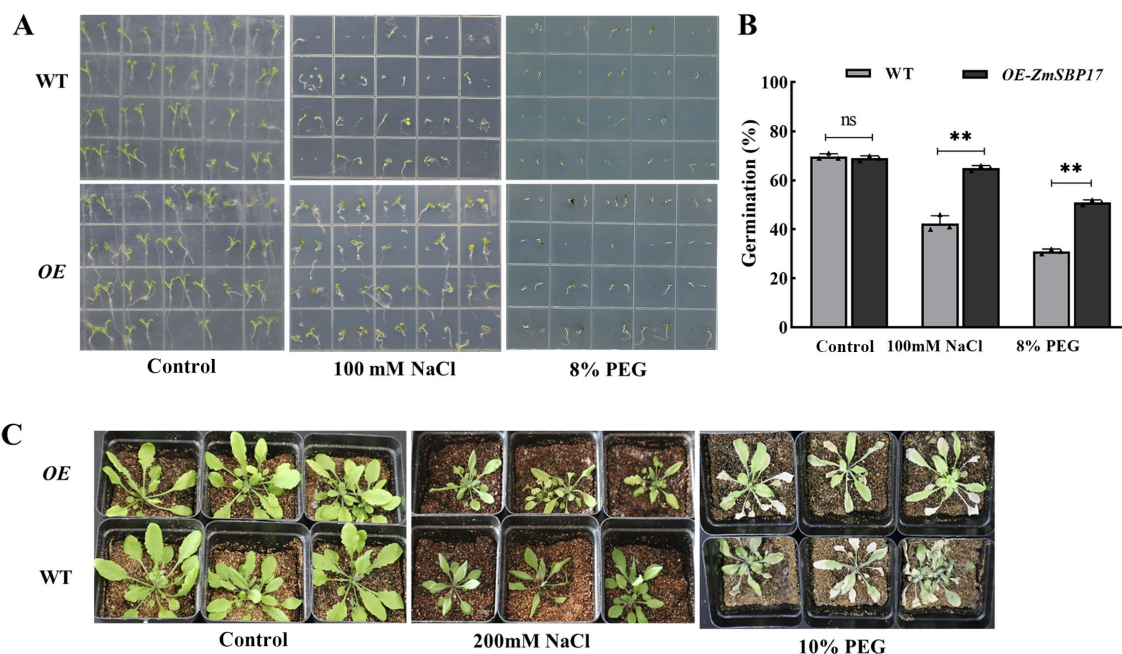 A
WT
OE
Control
100 mM NaCl
8% PEG
B
WT
OE-ZmSBP17
Germination (%)
100
80
60
40
20
0
ns
**
**
Control
100mM NaCl
8% PEG
C
OE
WT
Control
200mM NaCl
10% PEG